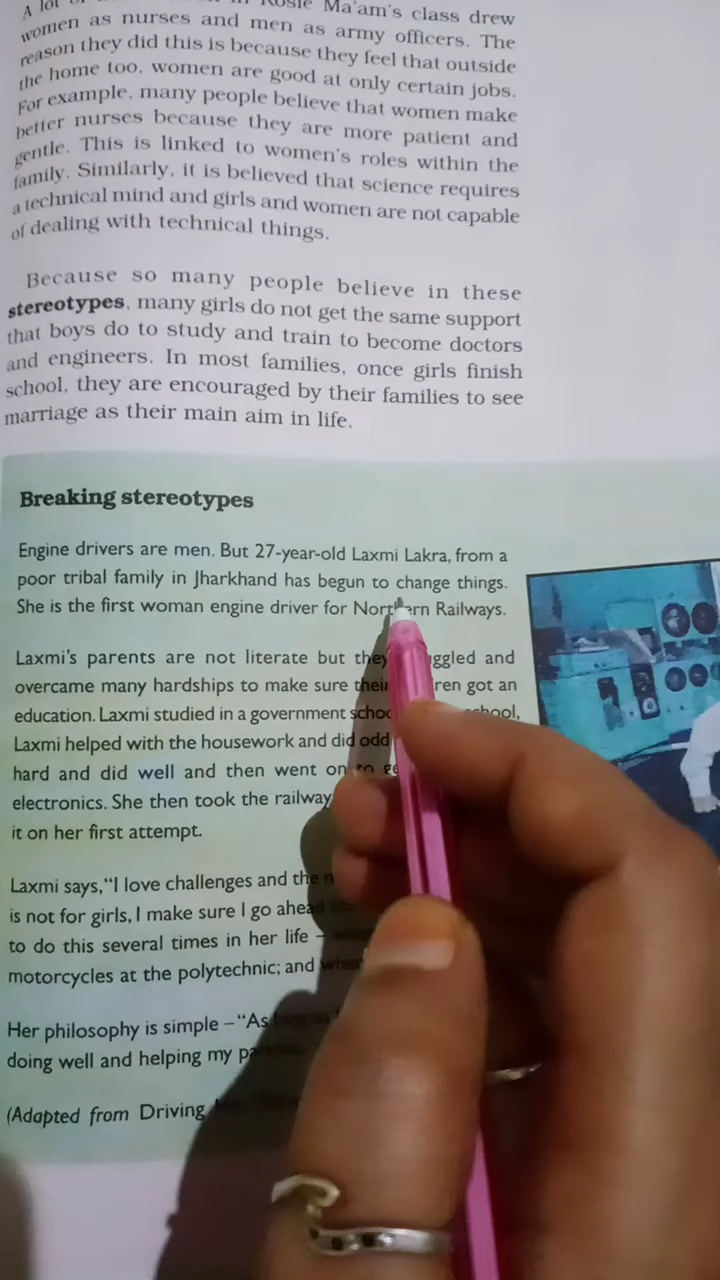 A lot Rosie Ma'am's class drew
women as nurses and men as army officers. The
reason they did this is because they feel that outside
the home too, women are good at only certain jobs.
For example, many people believe that women make
better nurses because they are more patient and
gentle. This is linked to women's roles within the
family. Similarly, it is believed that science requires
a technical mind and girls and women are not capable
of dealing with technical things.
Because so many people believe in these
stereotypes, many girls do not get the same support
that boys do to study and train to become doctors
and engineers. In most families, once girls finish
school, they are encouraged by their families to see
marriage as their main aim in life.
Breaking stereotypes
Engine drivers are men. But 27-year-old Laxmi Lakra, from a
poor tribal family in Jharkhand has begun to change things.
She is the first woman engine driver for Northern Railways.
Laxmi's parents are not literate but they and
overcame many hardships to make sure their got an
education. Laxmi studied in a government
Laxmi helped with the housework and did odd
hard and did well and then went on to
electronics. She then took the railway
it on her first attempt.
Laxmi says, "I love challenges and the
is not for girls, I make sure I go ahead
to do this several times in her life –
motorcycles at the polytechnic; and when
Her philosophy is simple – "As
doing well and helping my
(Adapted from Driving